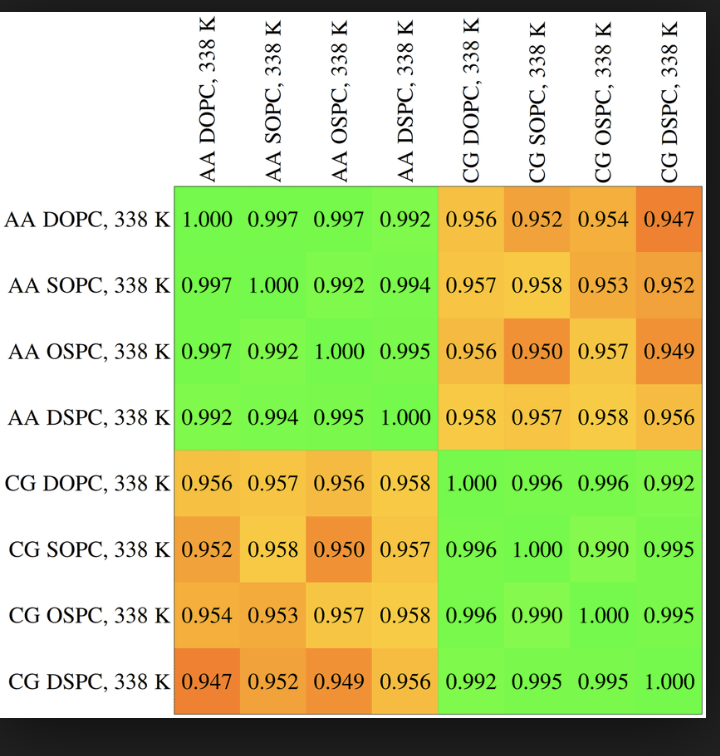 AA DOPC, 338 K
AA SOPC, 338 K
AA OSPC, 338 K
AA DSPC, 338 K
CG DOPC, 338 K
CG SOPC, 338 K
CG OSPC, 338 K
CG DSPC, 338 K
AA DOPC, 338 K 1.000 0.997 0.997 0.992 0.956 0.952 0.954 0.947
AA SOPC, 338 K 0.997 1.000 0.992 0.994 0.957 0.958 0.953 0.952
AA OSPC, 338 K 0.997 0.992 1.000 0.995 0.956 0.950 0.957 0.949
AA DSPC, 338 K 0.992 0.994 0.995 1.000 0.958 0.957 0.958 0.956
CG DOPC, 338 K 0.956 0.957 0.956 0.958 1.000 0.996 0.996 0.992
CG SOPC, 338 K 0.952 0.958 0.950 0.957 0.996 1.000 0.990 0.995
CG OSPC, 338 K 0.954 0.953 0.957 0.958 0.996 0.990 1.000 0.995
CG DSPC, 338 K 0.947 0.952 0.949 0.956 0.992 0.995 0.995 1.000